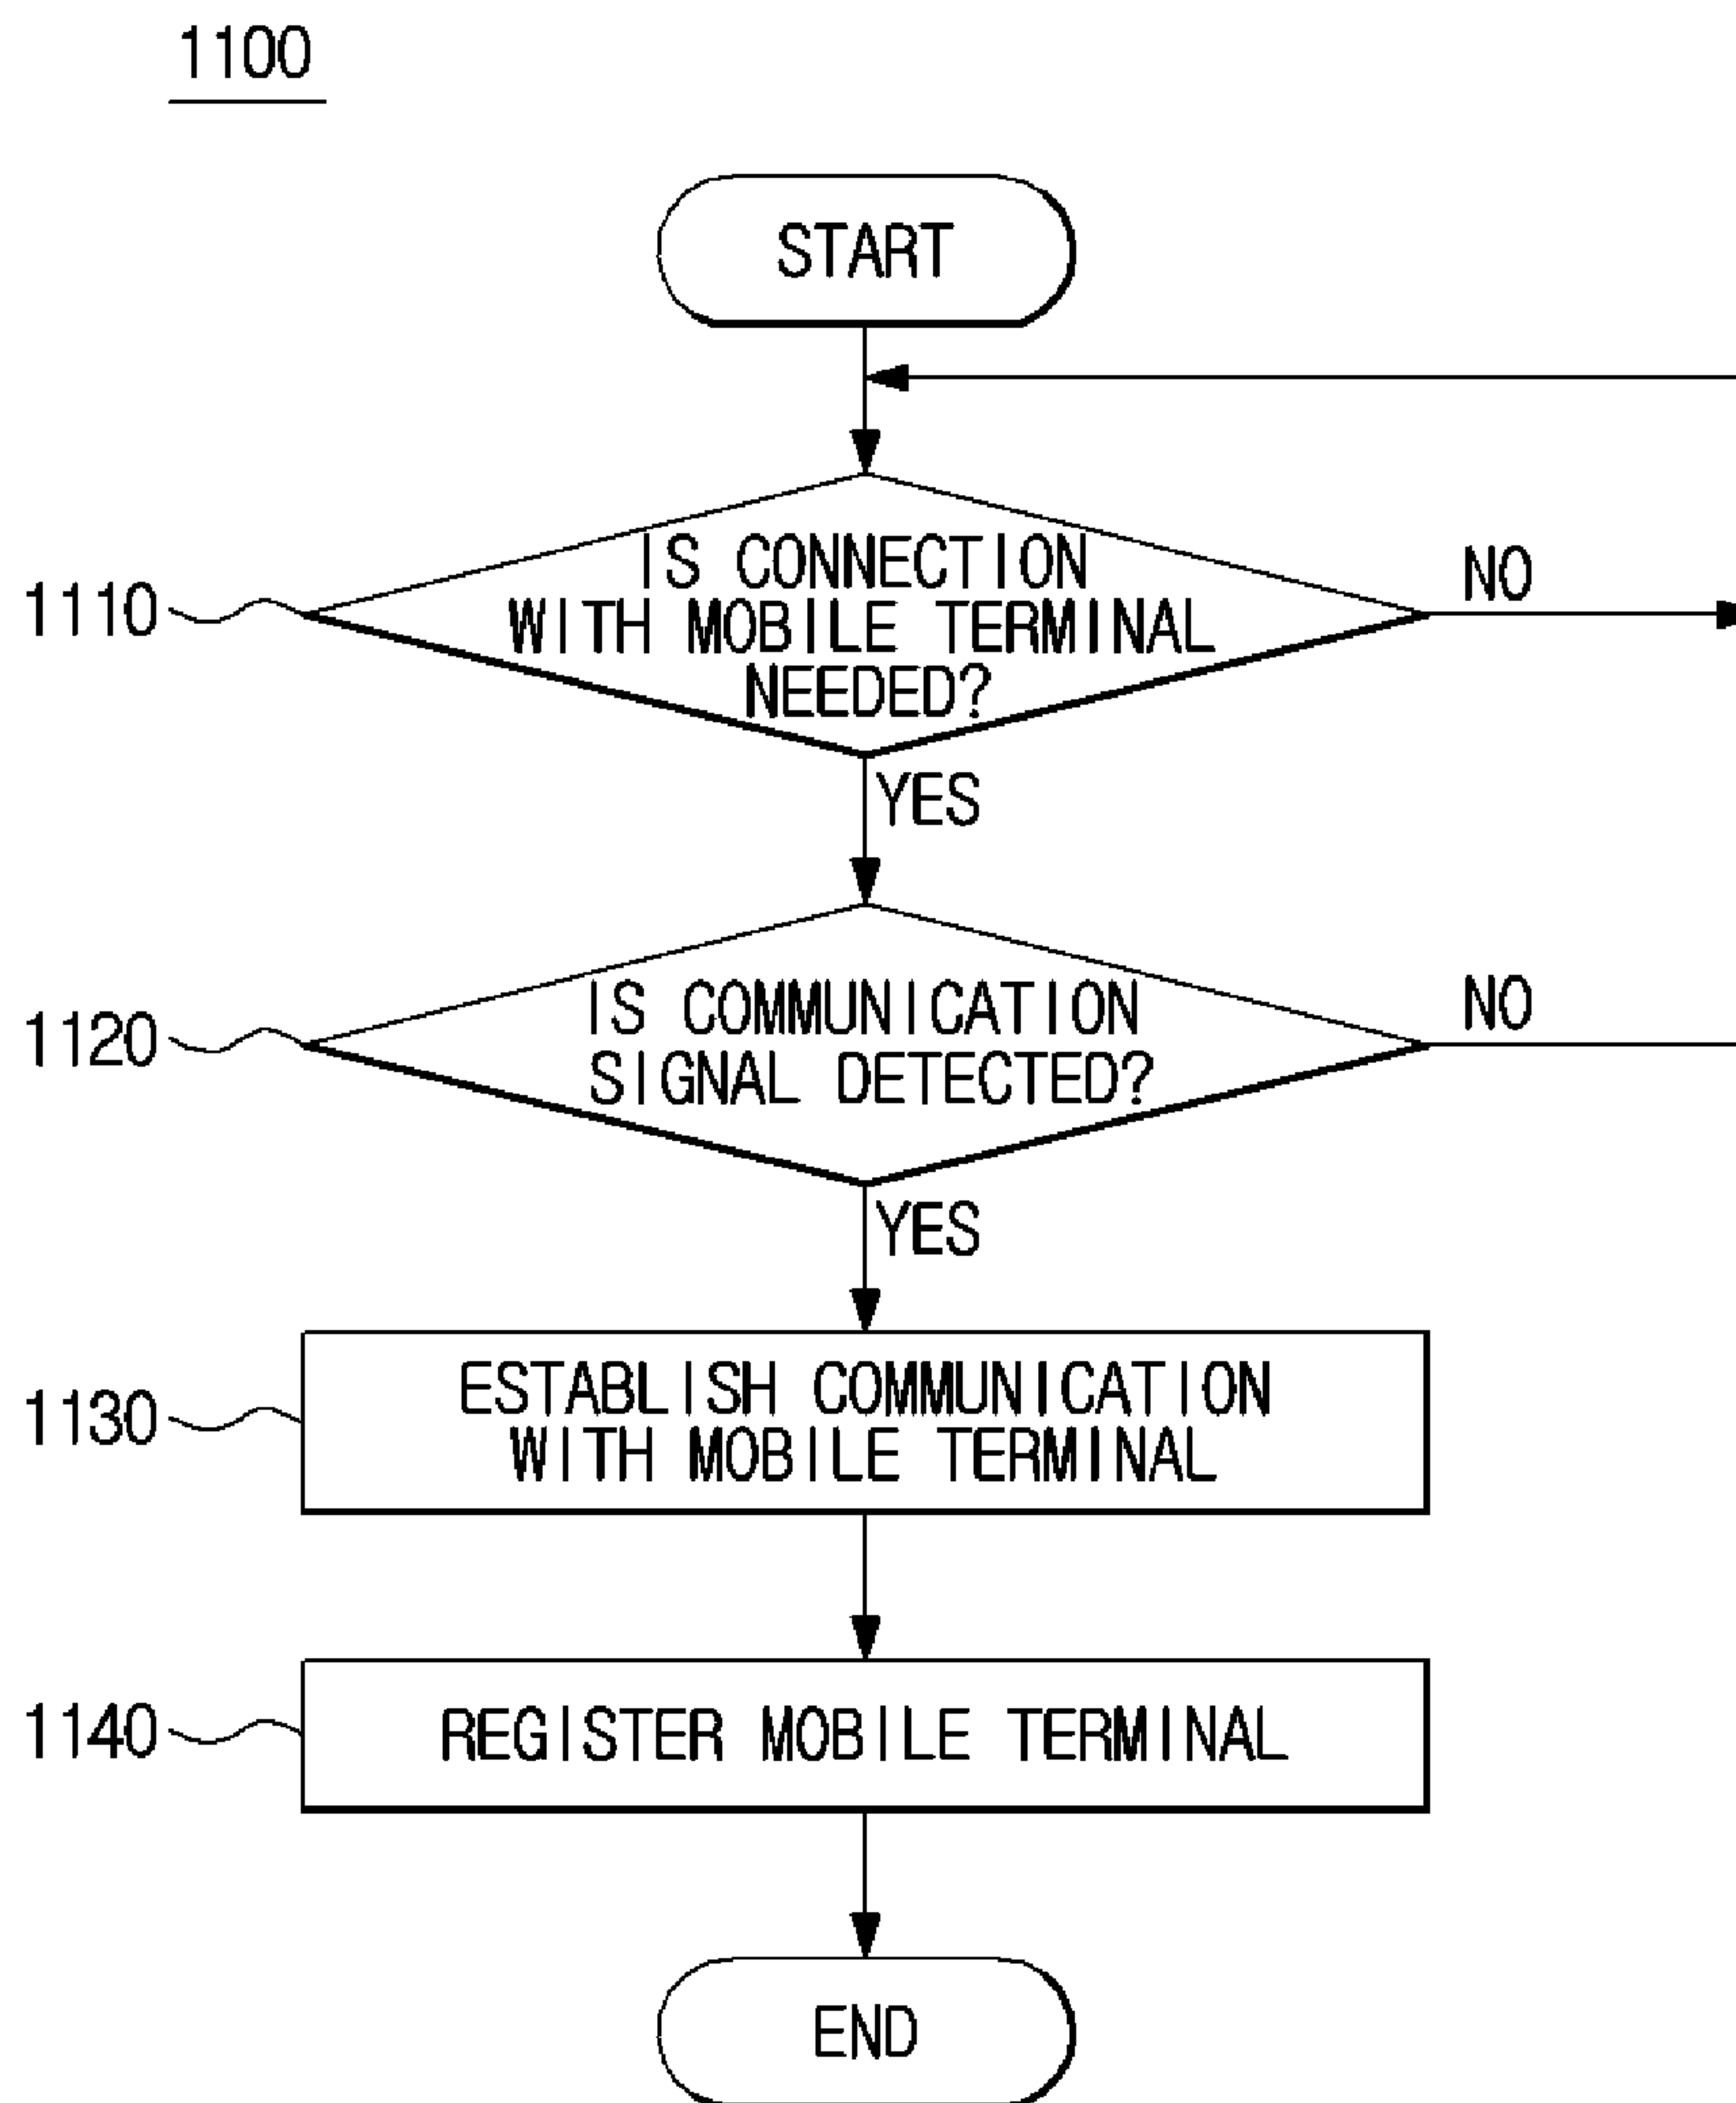 1100
START
1110
IS CONNECTION
WITH MOBILE TERMINAL
NEEDED?
NO
YES
1120
IS COMMUNICATION
SIGNAL DETECTED?
NO
YES
1130
ESTABLISH COMMUNICATION
WITH MOBILE TERMINAL
1140
REGISTER MOBILE TERMINAL
END